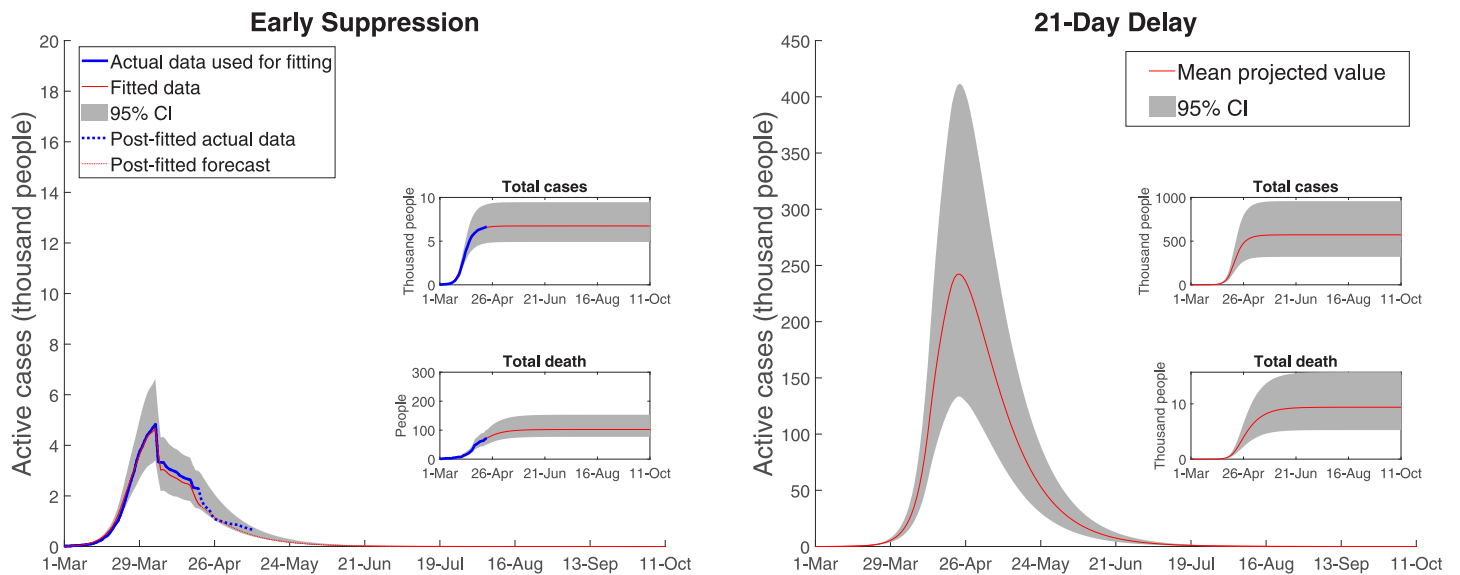 Early Suppression
20
18
16
14
12
10
8
6
4
2
0
Active cases (thousand people)
Actual data used for fitting
Fitted data
95% CI
Post-fitted actual data
Post-fitted forecast
Total cases
10
5
0
Thousand people
1-Mar 26-Apr 21-Jun 16-Aug 11-Oct
Total death
300
200
100
0
People
1-Mar 26-Apr 21-Jun 16-Aug 11-Oct
1-Mar 29-Mar 26-Apr 24-May 21-Jun 19-Jul 16-Aug 13-Sep 11-Oct
21-Day Delay
450
400
350
300
250
200
150
100
50
0
Active cases (thousand people)
Mean projected value
95% CI
Total cases
1000
500
0
Thousand people
1-Mar 26-Apr 21-Jun 16-Aug 11-Oct
Total death
10
0
Thousand people
1-Mar 26-Apr 21-Jun 16-Aug 11-Oct
1-Mar 29-Mar 26-Apr 24-May 21-Jun 19-Jul 16-Aug 13-Sep 11-Oct